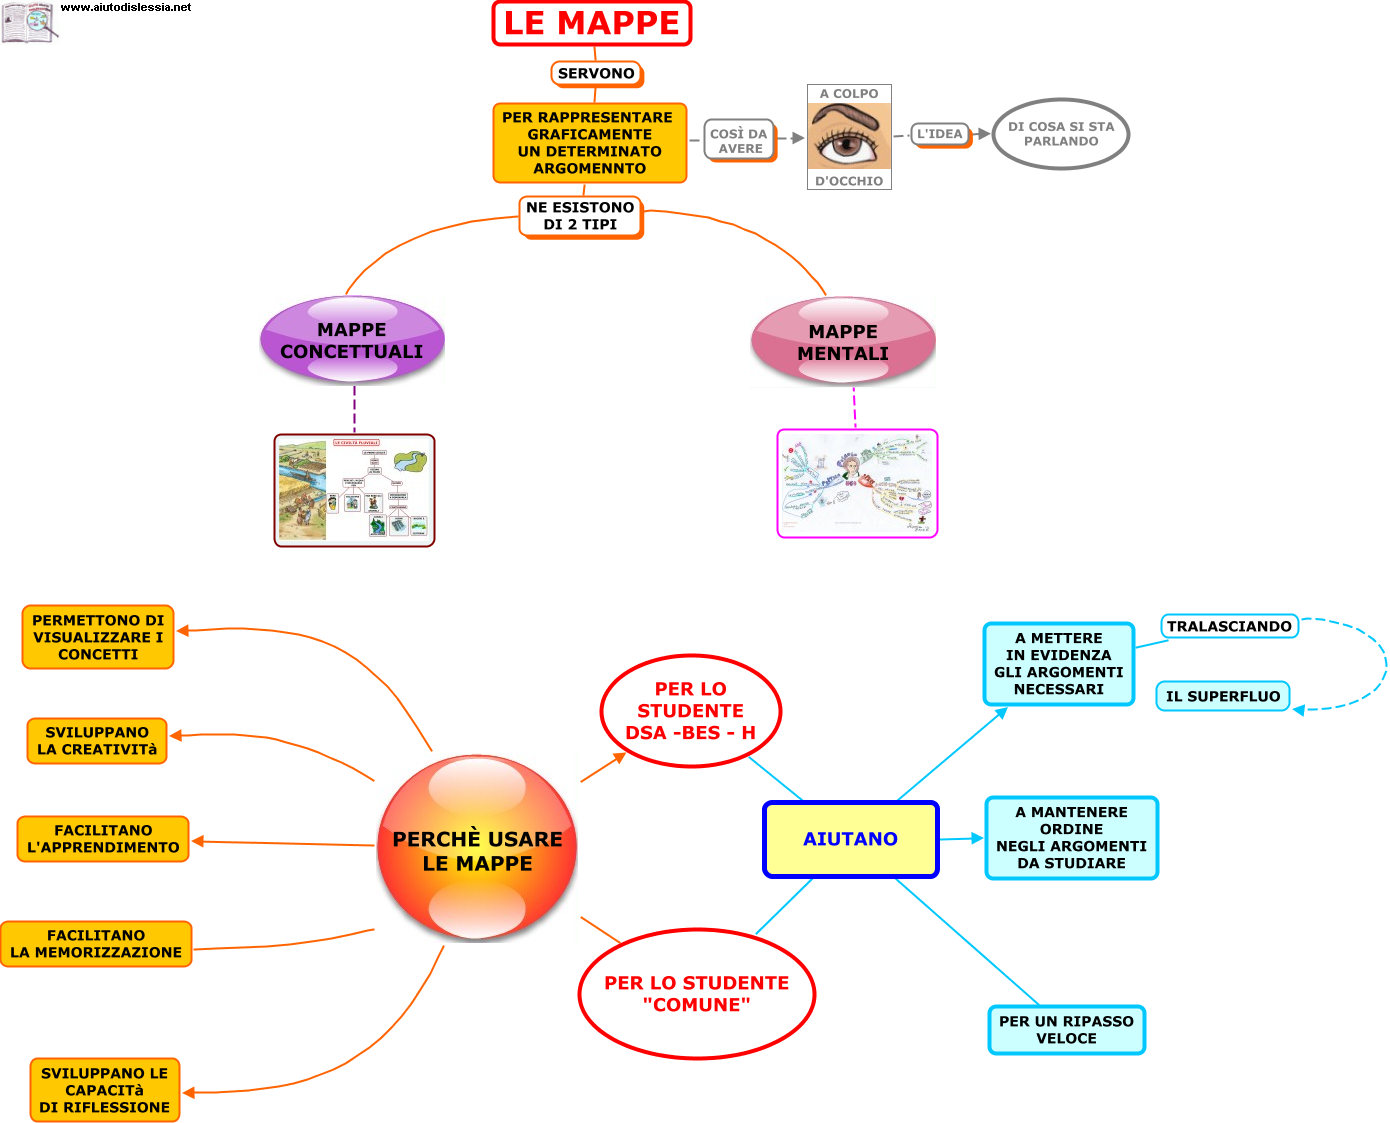 www.aiutodislessia.net
LE MAPPE
SERVONO
PER RAPPRESENTARE
GRAFICAMENTE
UN DETERMINATO
ARGOMENNTO
COSÌ DA
AVERE
A COLPO
D'OCCHIO
L'IDEA
DI COSA SI STA
PARLANDO
NE ESISTONO
DI 2 TIPI
MAPPE
CONCETTUALI
MAPPE
MENTALI
LE CIVILTÀ FLUVIALI
PERMETTONO DI
VISUALIZZARE I
CONCETTI
SVILUPPANO
LA CREATIVITà
FACILITANO
L'APPRENDIMENTO
FACILITANO
LA MEMORIZZAZIONE
SVILUPPANO LE
CAPACITà
DI RIFLESSIONE
PERCHÈ USARE
LE MAPPE
PER LO
STUDENTE
DSA -BES - H
PER LO STUDENTE
"COMUNE"
AIUTANO
A METTERE
IN EVIDENZA
GLI ARGOMENTI
NECESSARI
TRALASCIANDO
IL SUPERFLUO
A MANTENERE
ORDINE
NEGLI ARGOMENTI
DA STUDIARE
PER UN RIPASSO
VELOCE